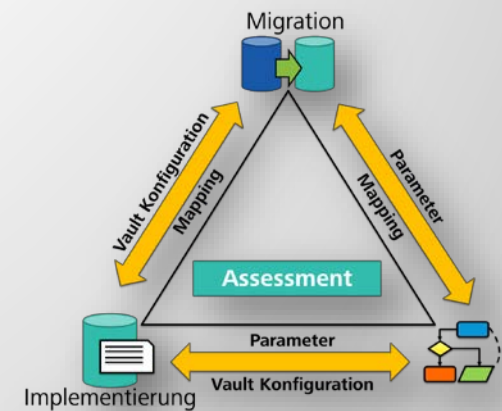 Migration
Vault Konfiguration
Mapping
Parameter
Mapping
Assessment
Parameter
Vault Konfiguration
Implementierung